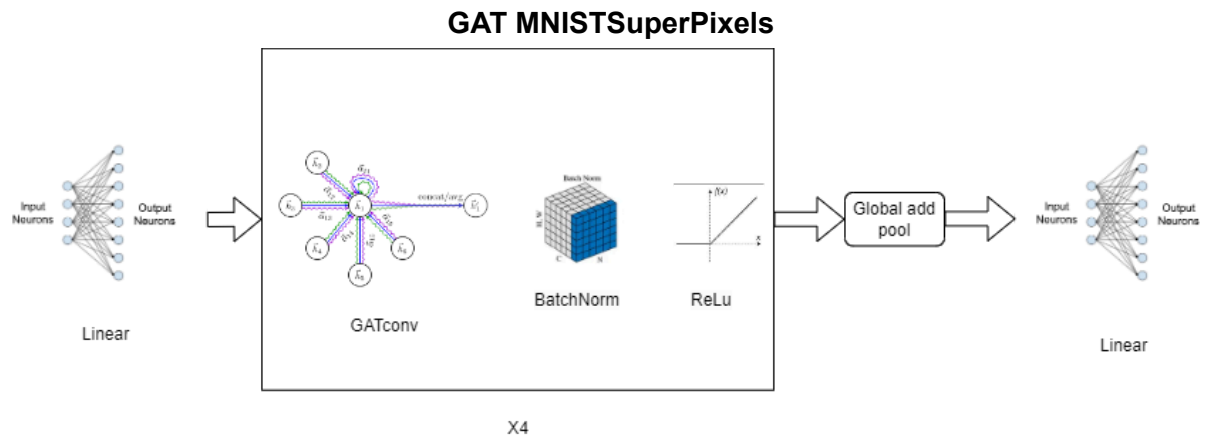 GAT MNISTSuperPixels
Input
Neurons
Output
Neurons
Linear
concat/avg
GATconv
Batch Norm
H, W
C
N
BatchNorm
f(x)
x
ReLu
X4
Global add
pool
Input
Neurons
Output
Neurons
Linear